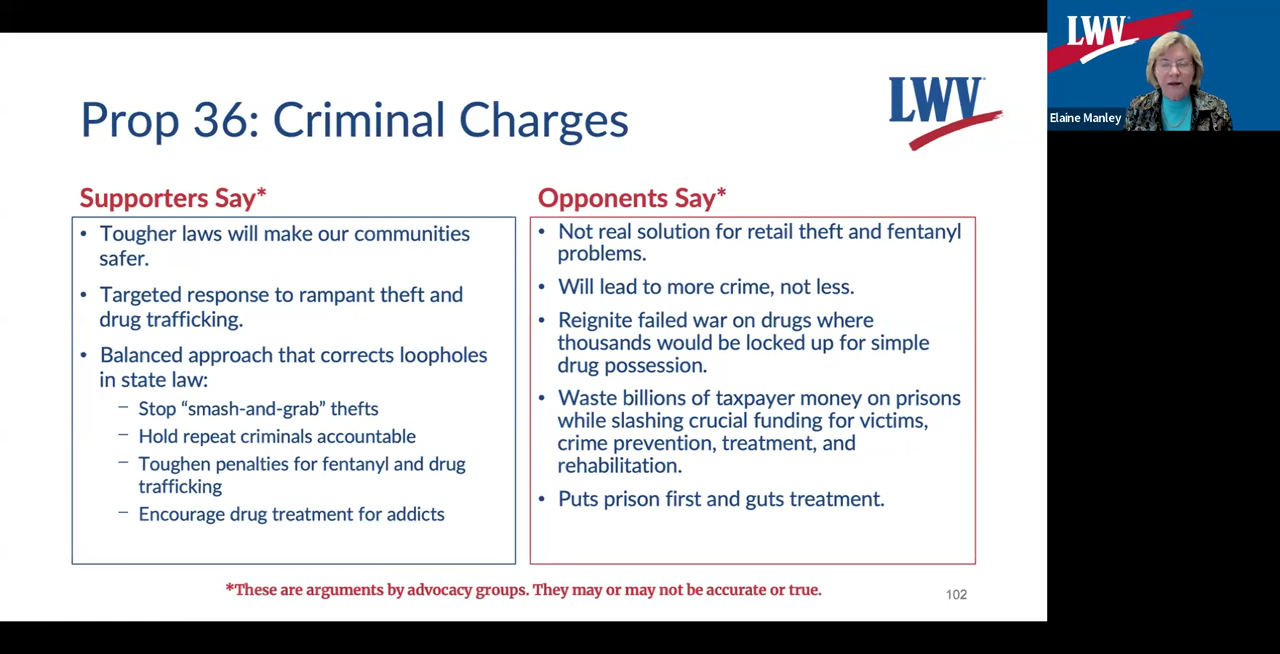 Prop 36: Criminal Charges
LWV
Supporters Say*
• Tougher laws will make our communities
safer.
• Targeted response to rampant theft and
drug trafficking.
• Balanced approach that corrects loopholes
in state law:
– Stop “smash-and-grab” thefts
– Hold repeat criminals accountable
– Toughen penalties for fentanyl and drug
trafficking
– Encourage drug treatment for addicts
Opponents Say*
• Not real solution for retail theft and fentanyl
problems.
• Will lead to more crime, not less.
• Reignite failed war on drugs where
thousands would be locked up for simple
drug possession.
• Waste billions of taxpayer money on prisons
while slashing crucial funding for victims,
crime prevention, treatment, and
rehabilitation.
• Puts prison first and guts treatment.
*These are arguments by advocacy groups. They may or may not be accurate or true.
102
LWV
Elaine Manley